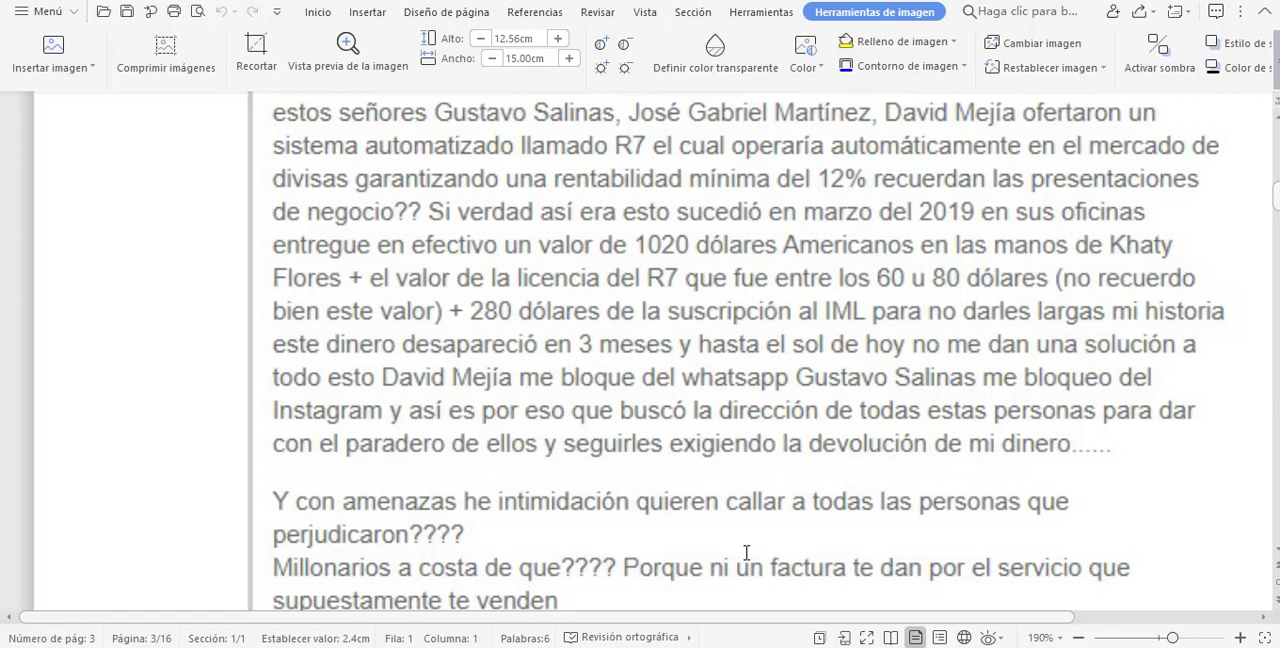 Menú Inicio Insertar Diseño de página Referencias Revisar Vista Sección Herramientas Herramientas de imagen Haga clic para b...
Alto: 12.56cm
Relleno de imagen Cambiar imagen Estilo de
Insertar imagen Comprimir imágenes Recortar Vista previa de la imagen Ancho: 15.00cm Definir color transparente Color Contorno de imagen Restablecer imagen Activar sombra Color de
estos señores Gustavo Salinas, José Gabriel Martínez, David Mejía ofertaron un
sistema automatizado llamado R7 el cual operaría automáticamente en el mercado de
divisas garantizando una rentabilidad mínima del 12% recuerdan las presentaciones
de negocio?? Si verdad así era esto sucedió en marzo del 2019 en sus oficinas
entregue en efectivo un valor de 1020 dólares Americanos en las manos de Khaty
Flores + el valor de la licencia del R7 que fue entre los 60 u 80 dólares (no recuerdo
bien este valor) + 280 dólares de la suscripción al IML para no darles largas mi historia
este dinero desapareció en 3 meses y hasta el sol de hoy no me dan una solución a
todo esto David Mejía me bloque del whatsapp Gustavo Salinas me bloqueo del
Instagram y así es por eso que buscó la dirección de todas estas personas para dar
con el paradero de ellos y seguirles exigiendo la devolución de mi dinero......
Y con amenazas he intimidación quieren callar a todas las personas que
perjudicaron????
Millonarios a costa de que???? Porque ni un factura te dan por el servicio que
supuestamente te venden
Número de pág: 3 Página: 3/16 Sección: 1/1 Establecer valor: 2.4cm Fila: 1 Columna: 1 Palabras:6 Revisión ortográfica 190%